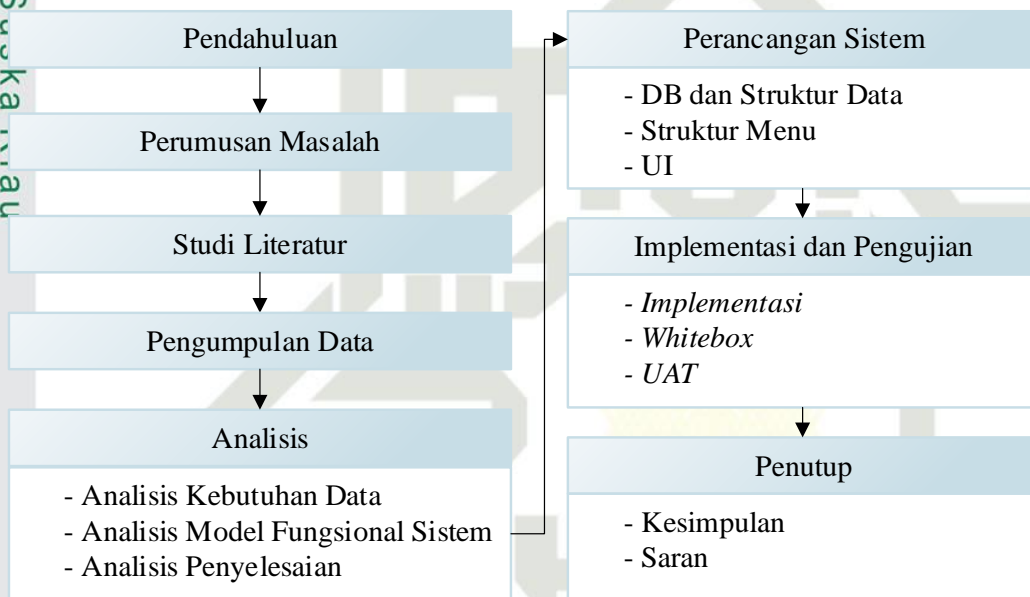 Pendahuluan
Perumusan Masalah
Studi Literatur
Pengumpulan Data
Analisis
- Analisis Kebutuhan Data
- Analisis Model Fungsional Sistem
- Analisis Penyelesaian
Perancangan Sistem
- DB dan Struktur Data
- Struktur Menu
- UI
Implementasi dan Pengujian
- Implementasi
- Whitebox
- UAT
Penutup
- Kesimpulan
- Saran